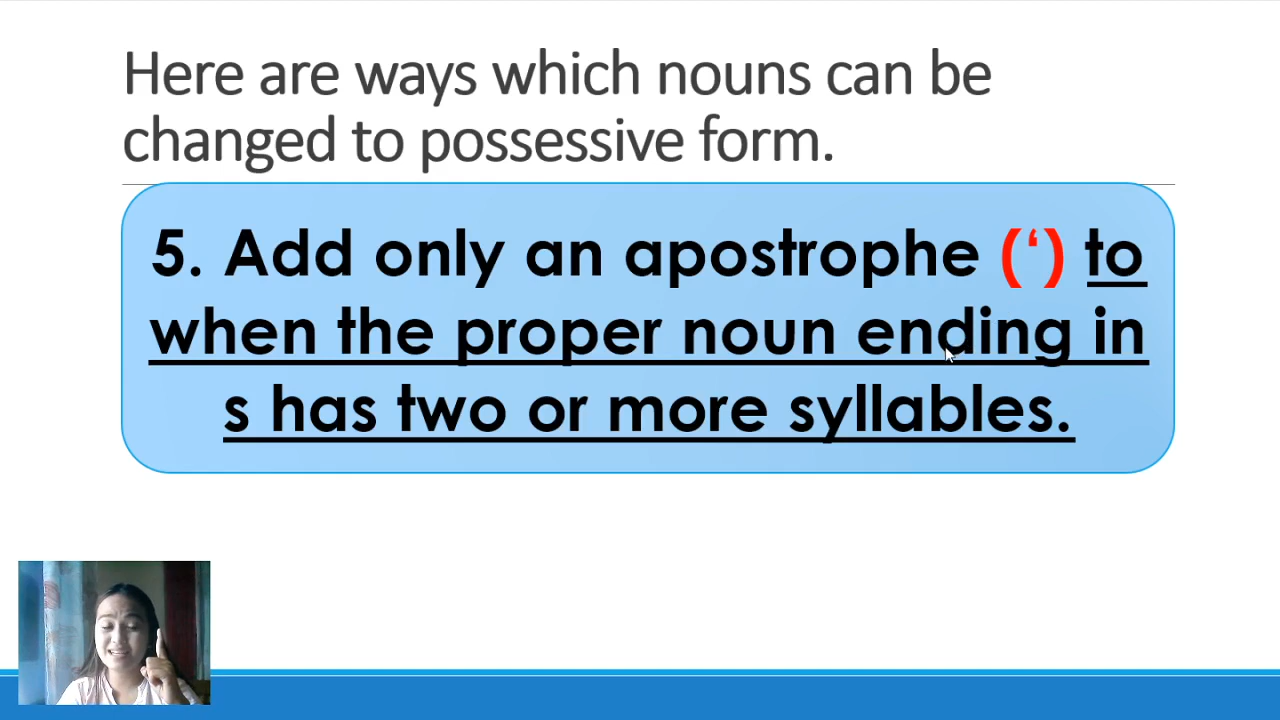 Here are ways which nouns can be
changed to possessive form.
5. Add only an apostrophe (‘) to
when the proper noun ending in
s has two or more syllables.